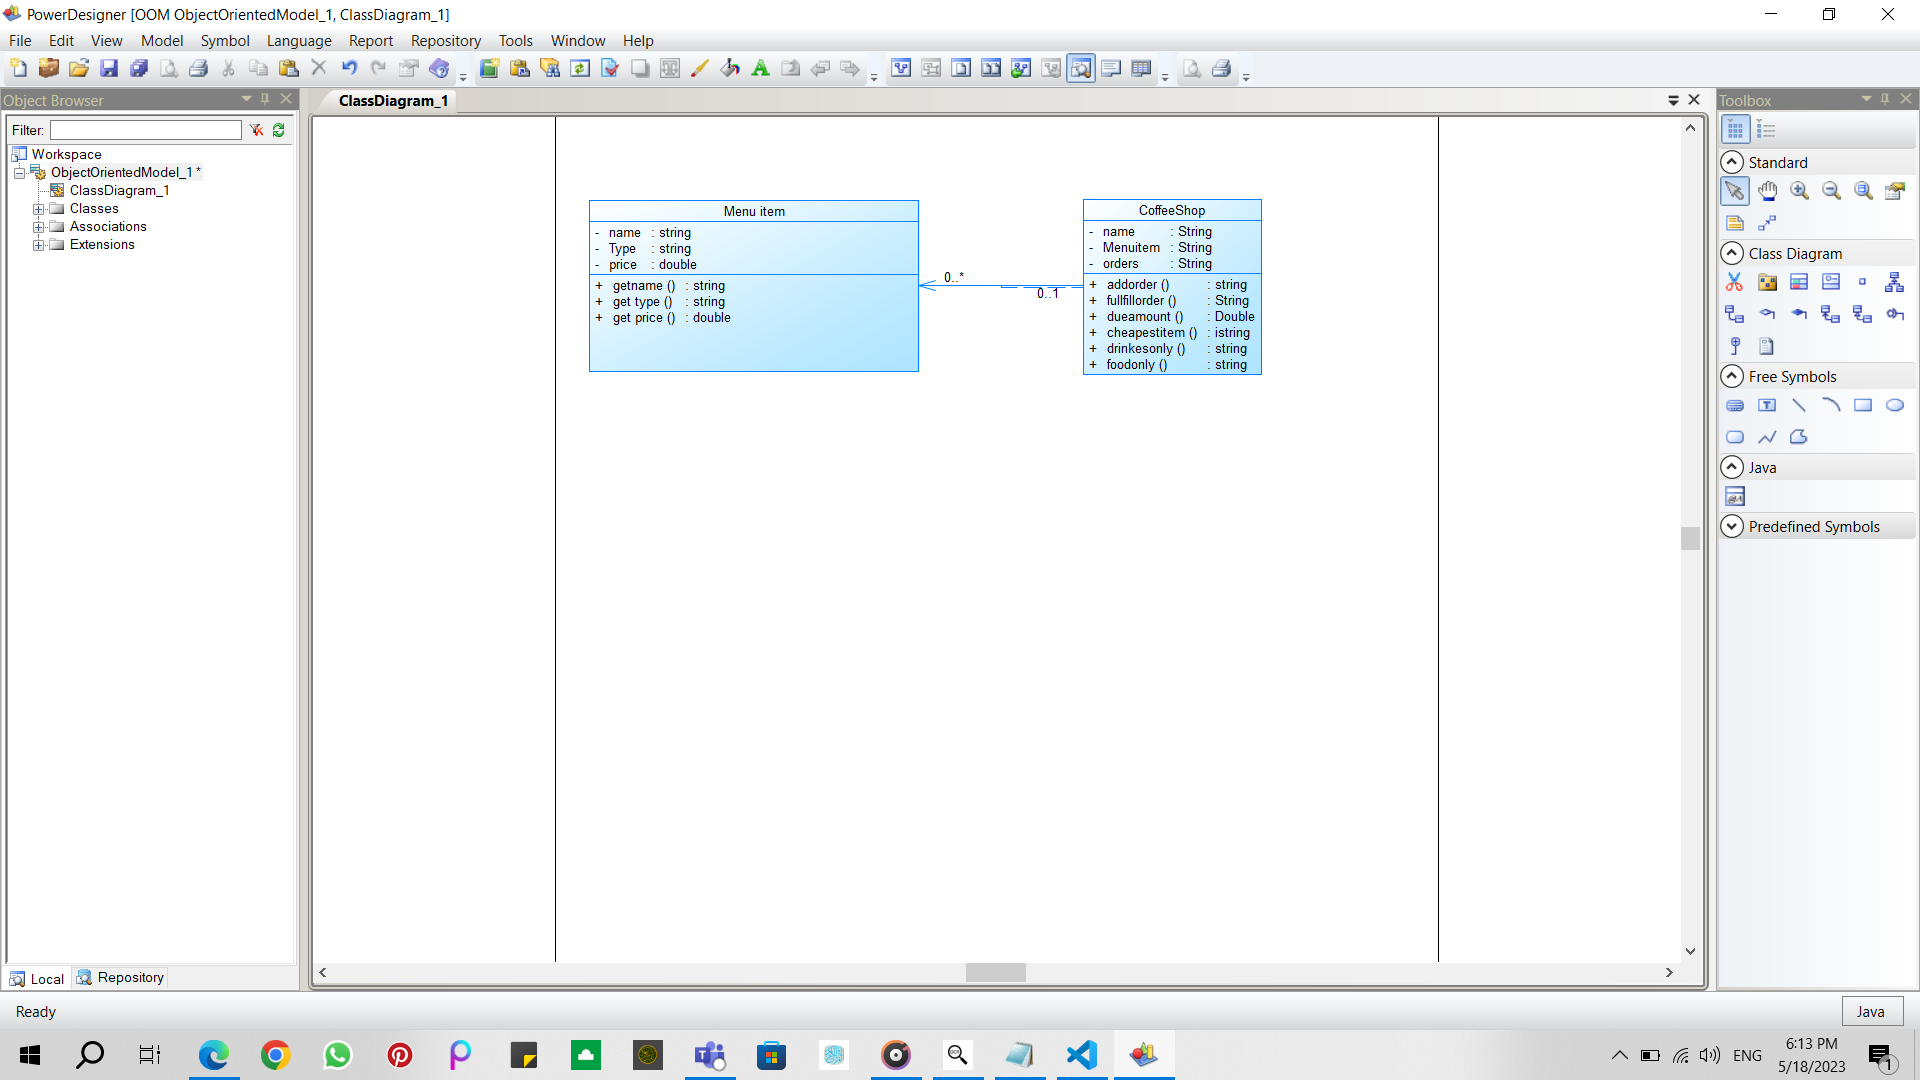 PowerDesigner [OOM ObjectOrientedModel_1, ClassDiagram_1]
File Edit View Model Symbol Language Report Repository Tools Window Help
Object Browser
ClassDiagram_1
Toolbox
Filter:
Workspace
ObjectOrientedModel_1 *
ClassDiagram_1
Classes
Associations
Extensions
Menu item
- name : string
- Type : string
- price : double
+ getname () : string
+ get type () : string
+ get price () : double
0..*
0..1
CoffeeShop
- name : String
- Menuitem : String
- orders : String
+ addorder () : string
+ fullfillorder () : String
+ dueamount () : Double
+ cheapestitem () : istring
+ drinkesonly () : string
+ foodonly () : string
Standard
Class Diagram
Free Symbols
Java
Predefined Symbols
Local Repository
Ready
Java
ENG
6:13 PM
5/18/2023
1